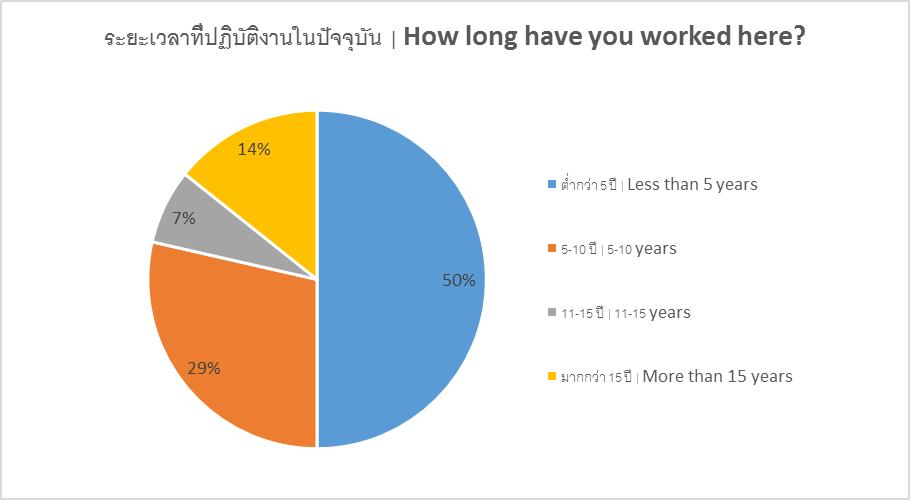 ระยะเวลาที่ปฏิบัติงานในปัจจุบัน | How long have you worked here?
14%
7%
50%
29%
ต่ำกว่า 5 ปี | Less than 5 years
5-10 ปี | 5-10 years
11-15 ปี | 11-15 years
มากกว่า 15 ปี | More than 15 years